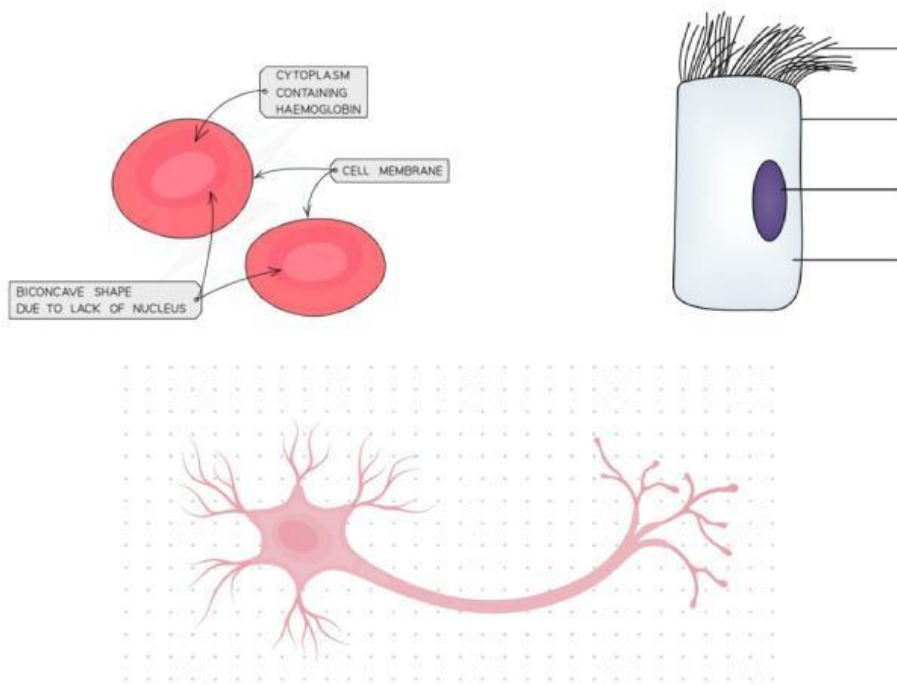 CYTOPLASM
CONTAINING
HAEMOGLOBIN
CELL MEMBRANE
BICONCAVE SHAPE
DUE TO LACK OF NUCLEUS